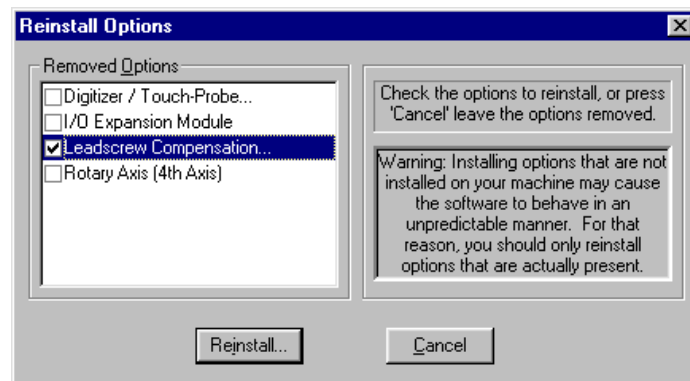 Reinstall Options
Removed Options
Digitizer / Touch-Probe...
I/O Expansion Module
Leadscrew Compensation...
Rotary Axis (4th Axis)
Check the options to reinstall, or press
'Cancel' leave the options removed.
Warning: Installing options that are not
installed on your machine may cause
the software to behave in an
unpredictable manner. For that
reason, you should only reinstall
options that are actually present.
Reinstall...
Cancel